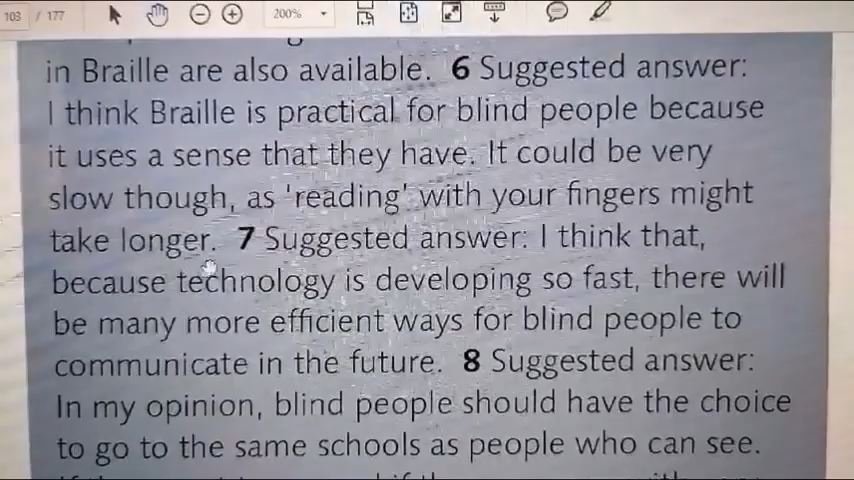 103 / 177 200%
in Braille are also available. 6 Suggested answer:
I think Braille is practical for blind people because
it uses a sense that they have. It could be very
slow though, as 'reading' with your fingers might
take longer. 7 Suggested answer: I think that,
because technology is developing so fast, there will
be many more efficient ways for blind people to
communicate in the future. 8 Suggested answer:
In my opinion, blind people should have the choice
to go to the same schools as people who can see.